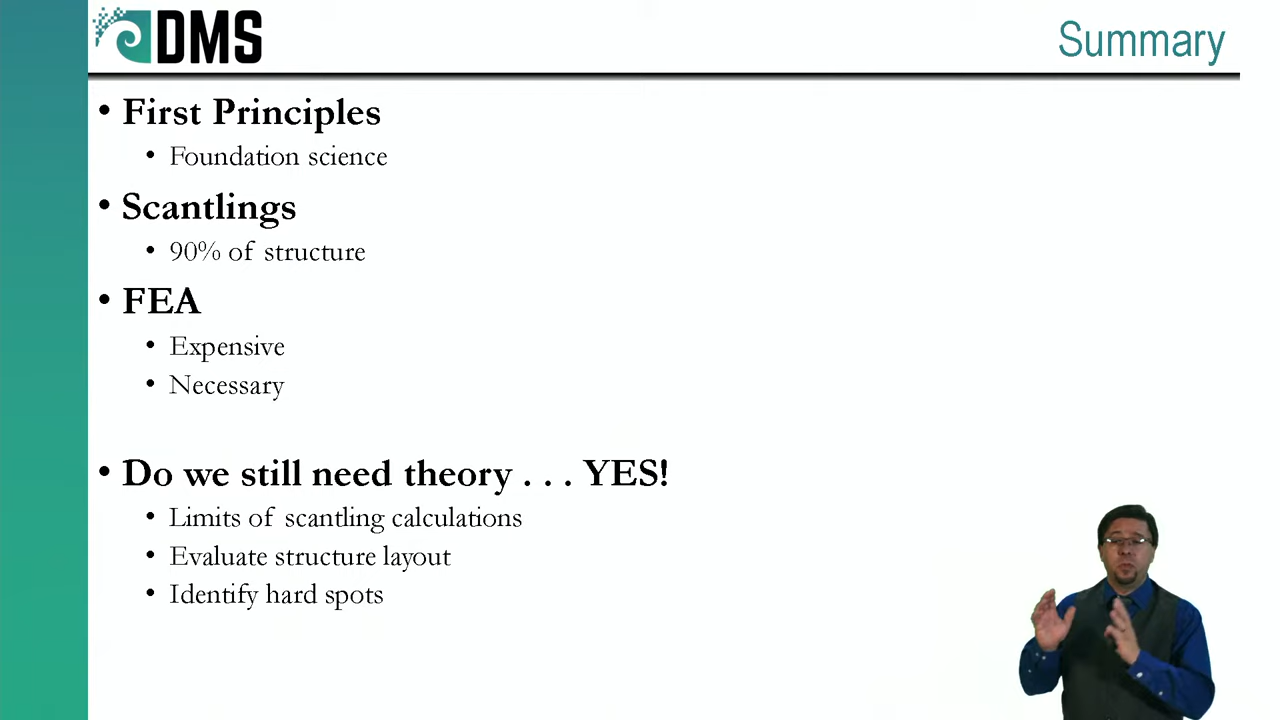 DMS
Summary
• First Principles
• Foundation science
• Scantlings
• 90% of structure
• FEA
• Expensive
• Necessary
• Do we still need theory . . . YES!
• Limits of scantling calculations
• Evaluate structure layout
• Identify hard spots